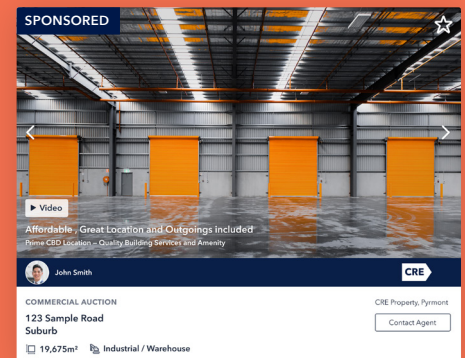 SPONSORED
Video
Affordable , Great Location and Outgoings included
Prime CBD Location – Quality Building Services and Amenity
John Smith
CRE
COMMERCIAL AUCTION
CRE Property, Pyrmont
123 Sample Road
Suburb
Contact Agent
19,675m² Industrial / Warehouse